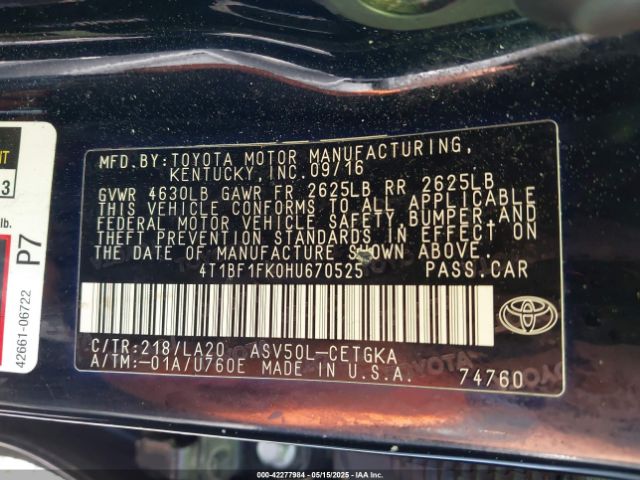 MFD.BY:TOYOTA MOTOR MANUFACTURING,
KENTUCKY, INC.09/16
GVWR 4630LB GAWR FR 2625LB RR 2625LB
THIS VEHICLE CONFORMS TO ALL APPLICABLE
FEDERAL MOTOR VEHICLE SAFETY, BUMPER, AND
THEFT PREVENTION STANDARDS IN EFFECT ON
THE DATE OF MANUFACTURE SHOWN ABOVE.
4T1BF1FK0HU670525 PASS.CAR
C/TR:218/LA20 ASV50L-CETGKA
A/TM:-01A/U760E MADE IN U.S.A. 74760
3
lb.
P7
42661-06722
000-42277984 - 05/15/2025 - IAA